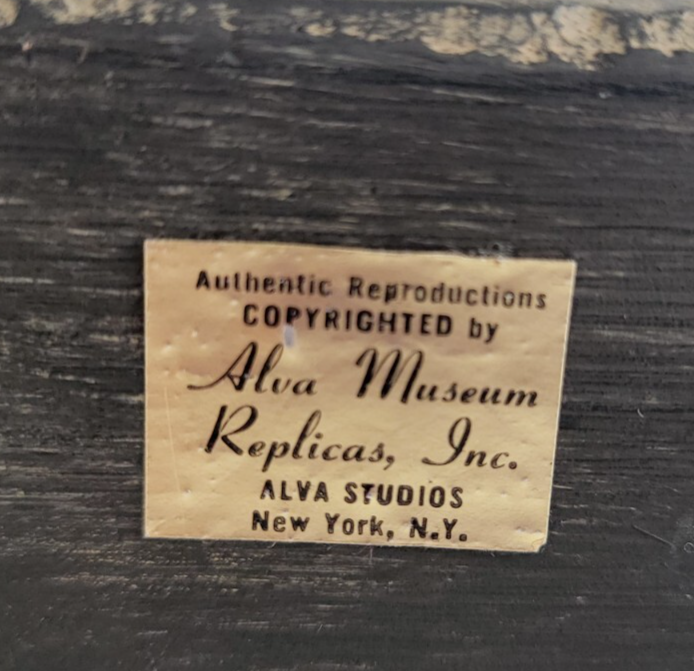 Authentic Reproductions
COPYRIGHTED by
Alva Museum
Replicas, Inc.
ALVA STUDIOS
New York, N.Y.